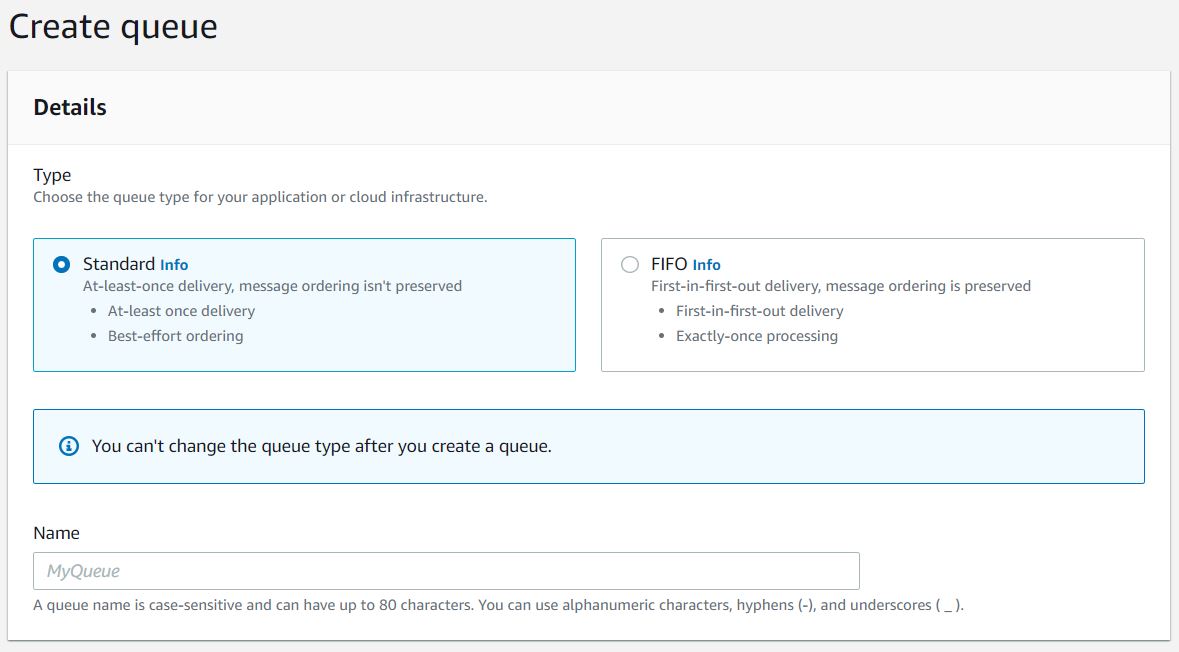 Create queue
Details
Type
Choose the queue type for your application or cloud infrastructure.
Standard Info
At-least-once delivery, message ordering isn't preserved
• At-least once delivery
• Best-effort ordering
FIFO Info
First-in-first-out delivery, message ordering is preserved
• First-in-first-out delivery
• Exactly-once processing
You can't change the queue type after you create a queue.
Name
MyQueue
A queue name is case-sensitive and can have up to 80 characters. You can use alphanumeric characters, hyphens (-), and underscores ( _ ).